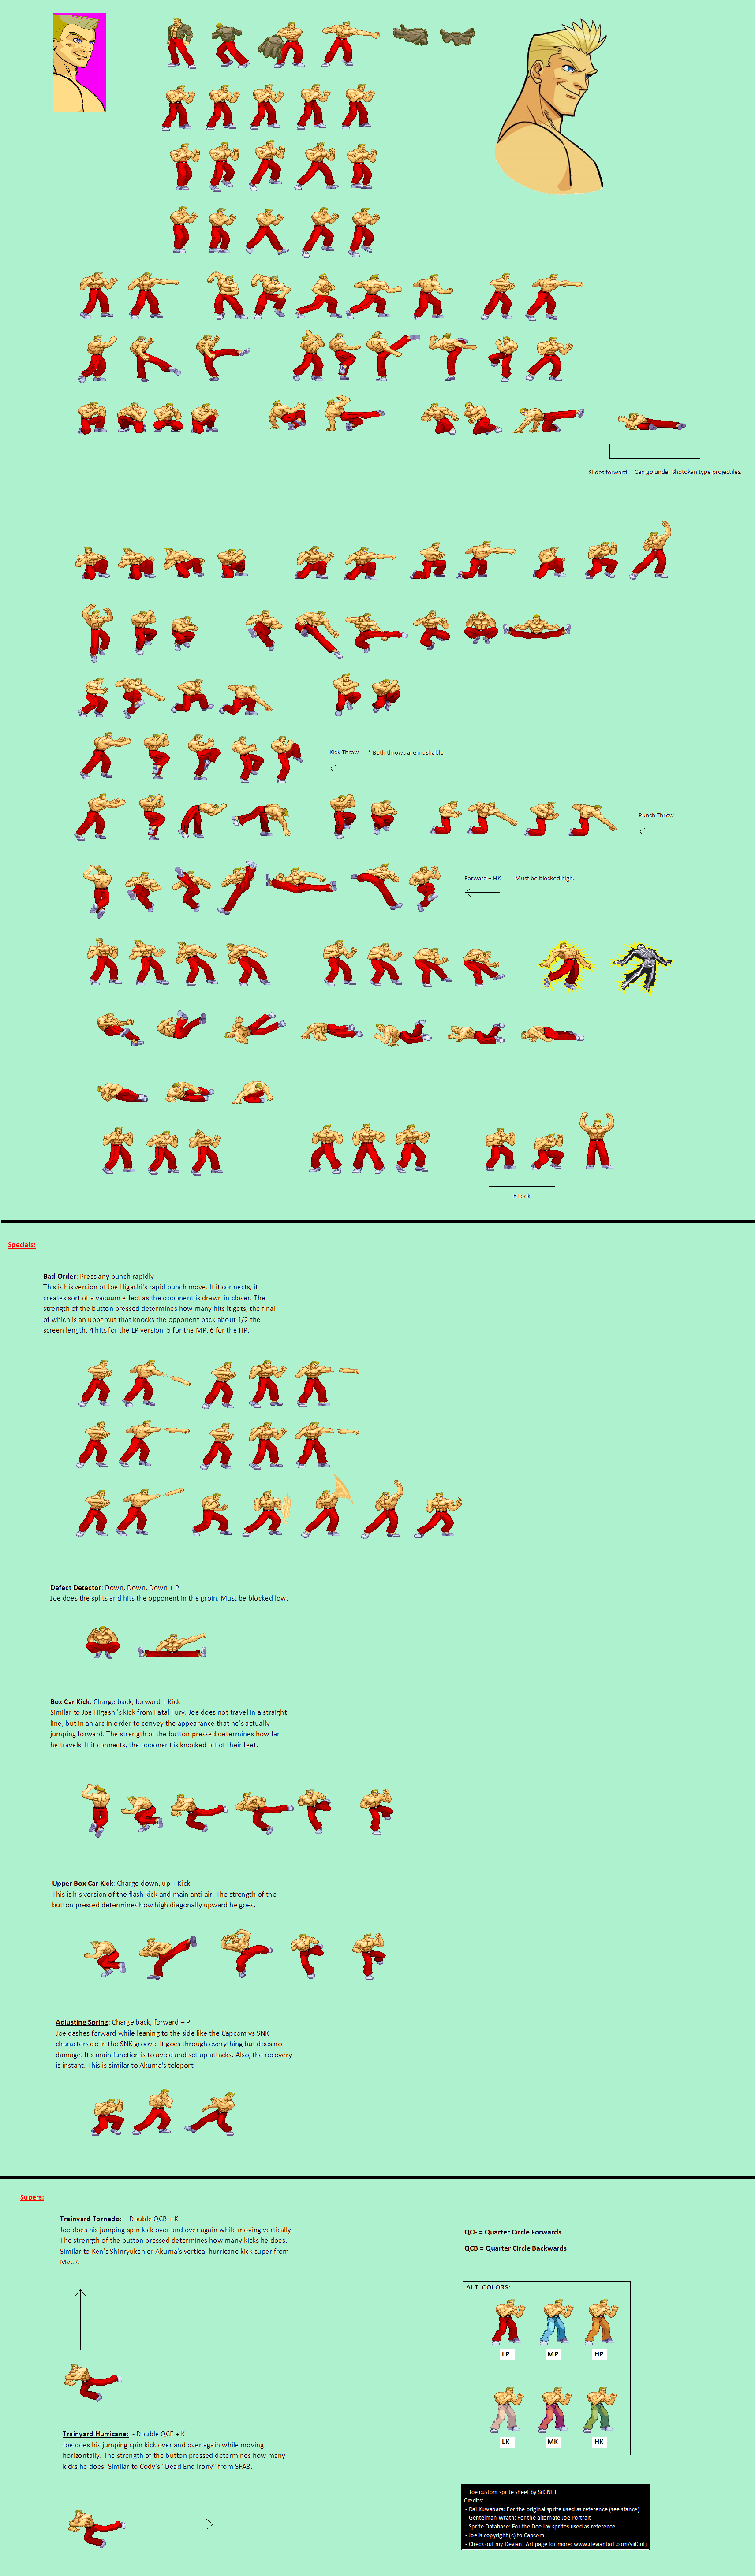 Slides forward,   Can go under Shotokan type projectiles.
Kick Throw   * Both throws are mashable
Punch Throw
Forward + HK   Must be blocked high.
Block
Specials:
Bad Order: Press any punch rapidly
This is his version of Joe Higashi's rapid punch move. If it connects, it
creates sort of a vacuum effect as the opponent is drawn in closer. The
strength of the button pressed determines how many hits it gets, the final
of which is an uppercut that knocks the opponent back about 1/2 the
screen length. 4 hits for the LP version, 5 for the MP, 6 for the HP.
Defect Detector: Down, Down, Down + P
Joe does the splits and hits the opponent in the groin. Must be blocked low.
Box Car Kick: Charge back, forward + Kick
Similar to Joe Higashi's kick from Fatal Fury. Joe does not travel in a straight
line, but in an arc in order to convey the appearance that he's actually
jumping forward. The strength of the button pressed determines how far
he travels. If it connects, the opponent is knocked off of their feet.
Upper Box Car Kick: Charge down, up + Kick
This is his version of the flash kick and main anti air. The strength of the
button pressed determines how high diagonally upward he goes.
Adjusting Spring: Charge back, forward + P
Joe dashes forward while leaning to the side like the Capcom vs SNK
characters do in the SNK groove. It goes through everything but does no
damage. It's main function is to avoid and set up attacks. Also, the recovery
is instant. This is similar to Akuma's teleport.
Supers:
Trainyard Tornado:  - Double QCB + K
Joe does his jumping spin kick over and over again while moving vertically.
The strength of the button pressed determines how many kicks he does.
Similar to Ken's Shinryuken or Akuma's vertical hurricane kick super from
MvC2.
QCF = Quarter Circle Forwards
QCB = Quarter Circle Backwards
ALT. COLORS:
LP MP HP
LK MK HK
Trainyard Hurricane:  - Double QCF + K
Joe does his jumping spin kick over and over again while moving
horizontally. The strength of the button pressed determines how many
kicks he does. Similar to Cody's "Dead End Irony" from SFA3.
- Joe custom sprite sheet by Sil3Nt J
Credits:
- Dai Kuwabara: For the original sprite used as reference (see stance)
- Gentelman Wrath: For the alternate Joe Portrait
- Sprite Database: For the Dee Jay sprites used as reference
- Joe is copyright (c) to Capcom
- Check out my Deviant Art page for more: www.deviantart.com/sil3ntj